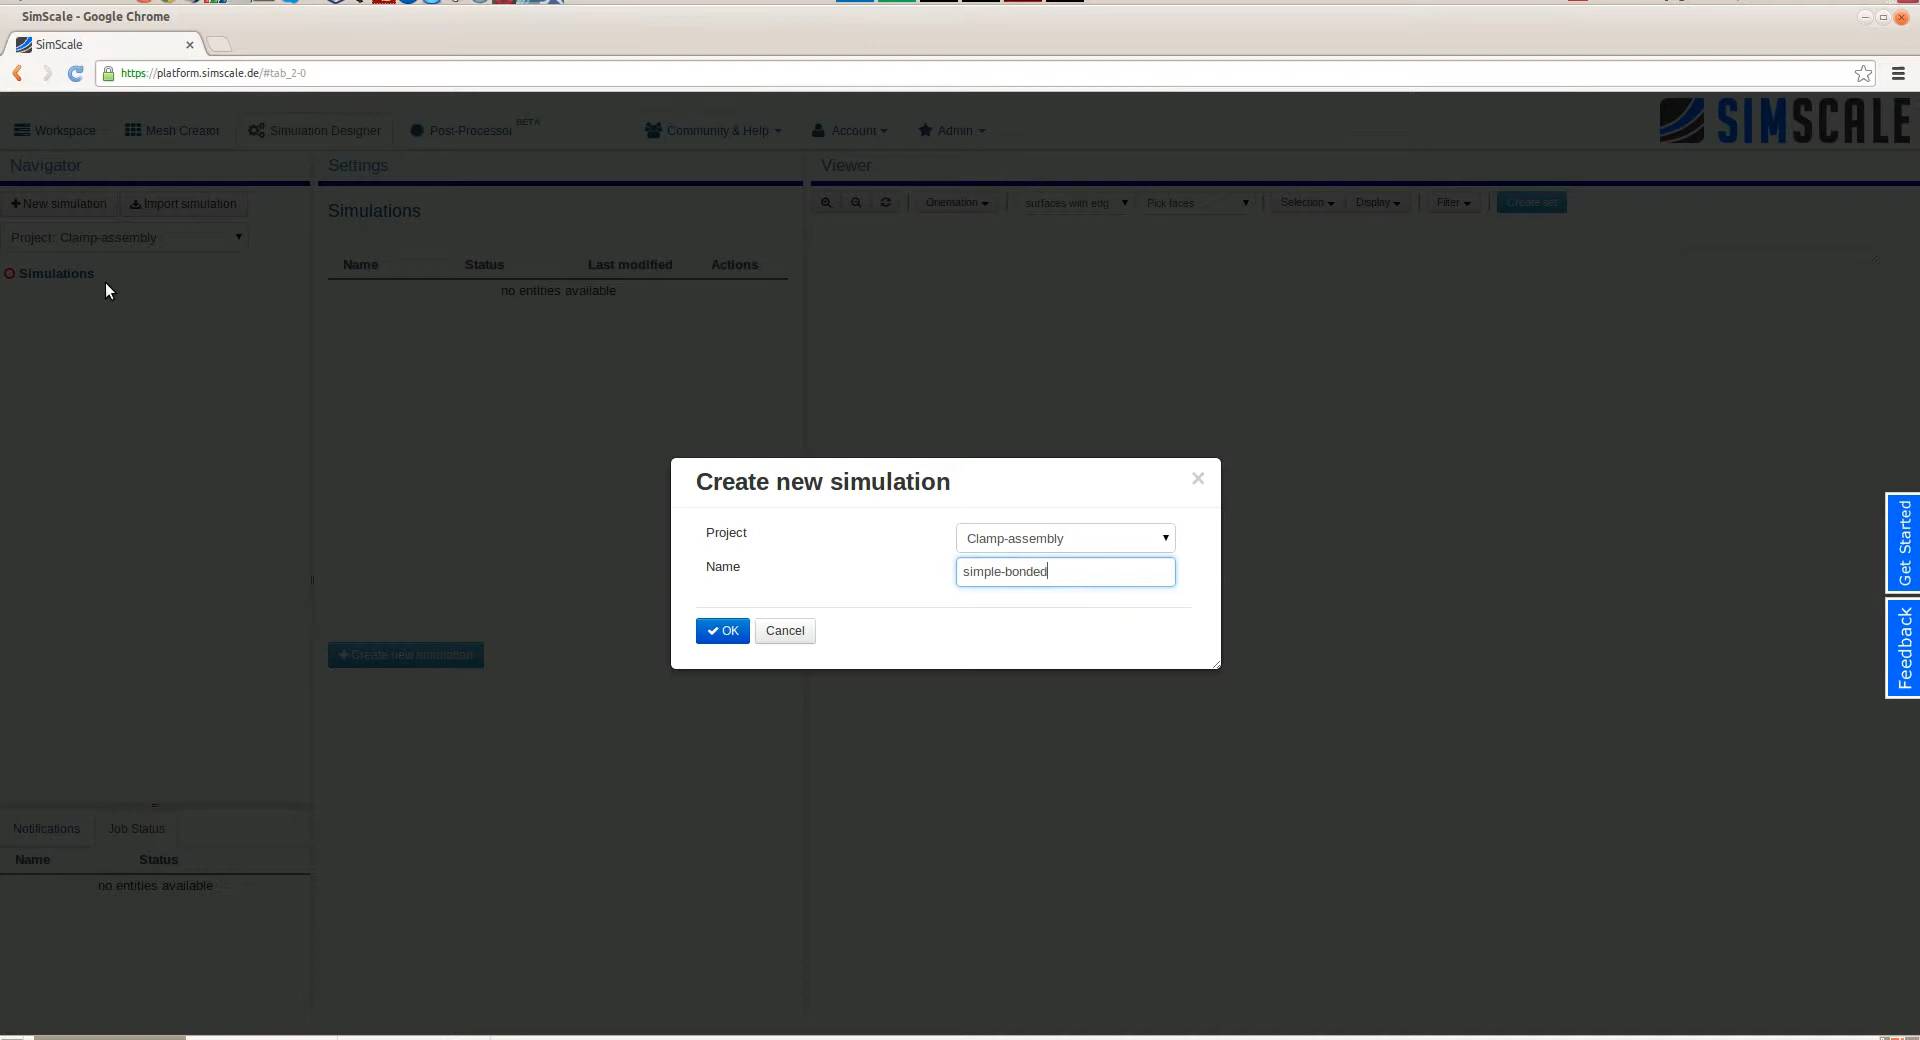 SimScale - Google Chrome
SimScale
https://platform.simscale.de/#tab_2-0
Workspace Mesh Creator Simulation Designer Post-Processor BETA Community & Help Account Admin SIMSCALE
Navigator Settings Viewer
New simulation Import simulation Orientation surfaces with edg Pick faces Selection Display Filter Create set
Project: Clamp-assembly
Simulations
Simulations
Name Status Last modified Actions
no entities available
Create new simulation
Project Clamp-assembly
Name simple-bonded
OK Cancel
Create new simulation
Get Started
Feedback
Notifications Job Status
Name Status
no entities available